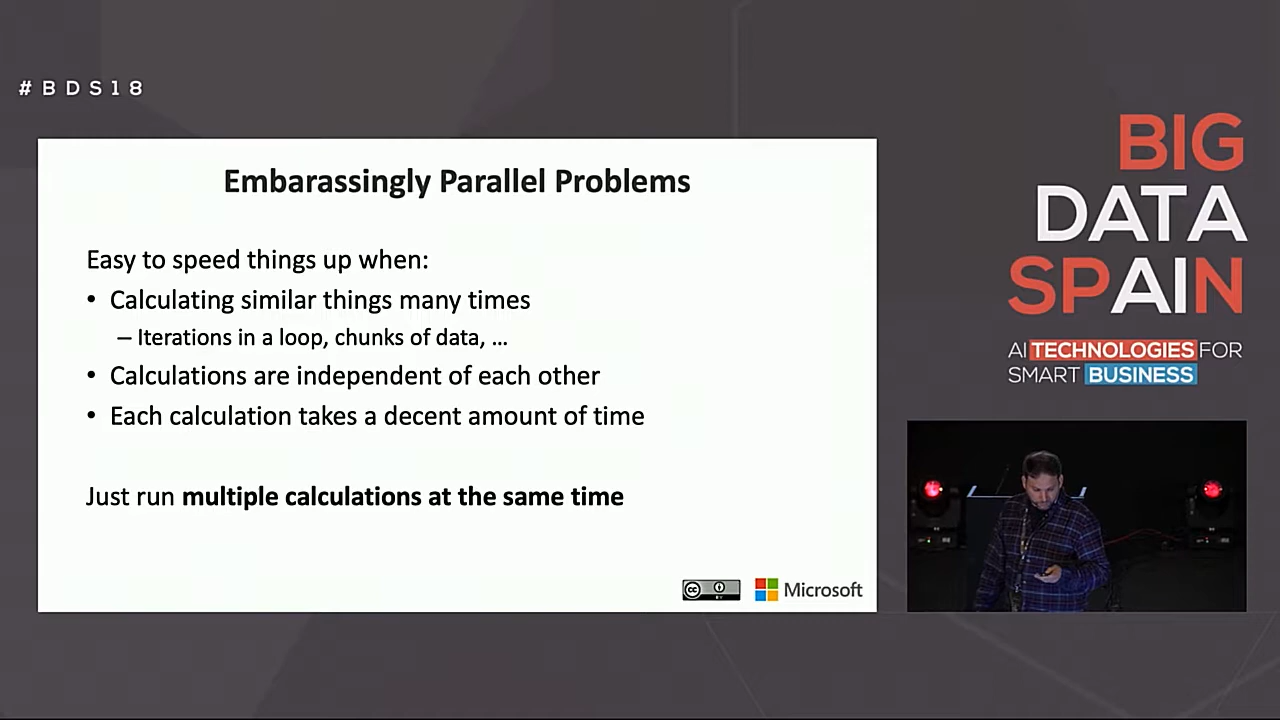 #BDS18
Embarassingly Parallel Problems
Easy to speed things up when:
• Calculating similar things many times
– Iterations in a loop, chunks of data, ...
• Calculations are independent of each other
• Each calculation takes a decent amount of time
Just run multiple calculations at the same time
cc
BY
Microsoft
BIG
DATA
SPAIN
AI TECHNOLOGIES FOR
SMART BUSINESS